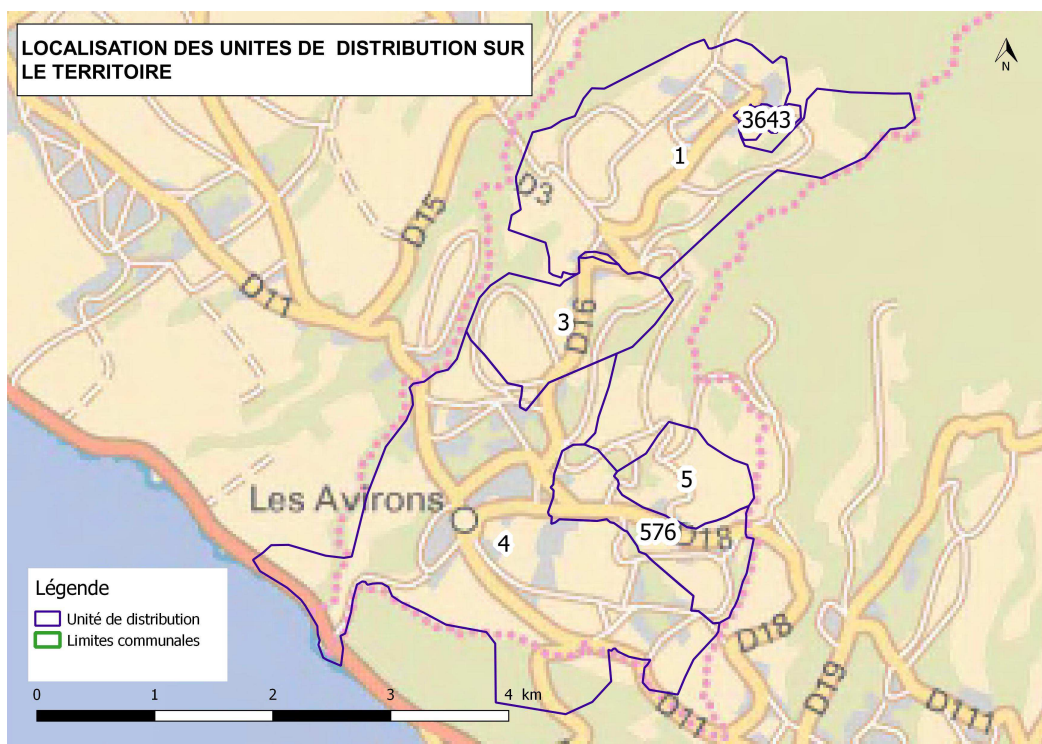 LOCALISATION DES UNITES DE DISTRIBUTION SUR
LE TERRITOIRE
N
3643
1
D3
D15
D11
3
D16
5
Les Avirons
576
D18
4
Légende
Unité de distribution
Limites communales
D18
D19
D11
D111
0 1 2 3 4 km